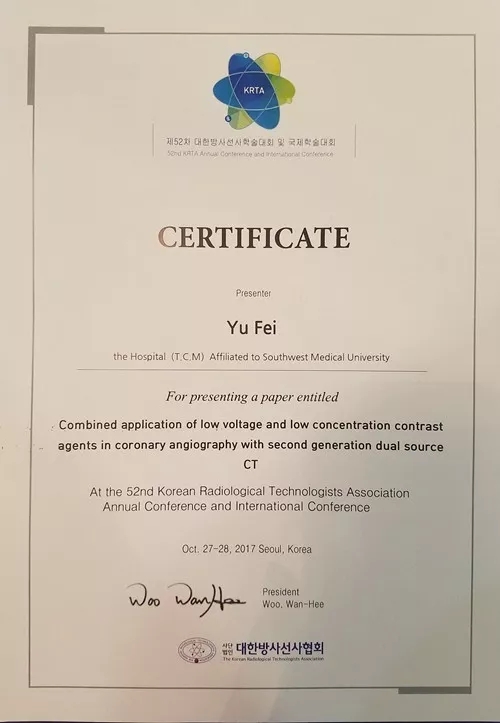 KRTA
제52차 대한방사선사학술대회 및 국제학술대회
52nd KRTA Annual Conference and International Conference
CERTIFICATE
Presenter
Yu Fei
the Hospital (T.C.M) Affiliated to Southwest Medical University
For presenting a paper entitled
Combined application of low voltage and low concentration contrast
agents in coronary angiography with second generation dual source
CT
At the 52nd Korean Radiological Technologists Association
Annual Conference and International Conference
Oct. 27-28, 2017 Seoul, Korea
Woo WanHee
President
Woo, Wan-Hee
사단법인 대한방사선사협회
The Korean Radiological Technologists Association